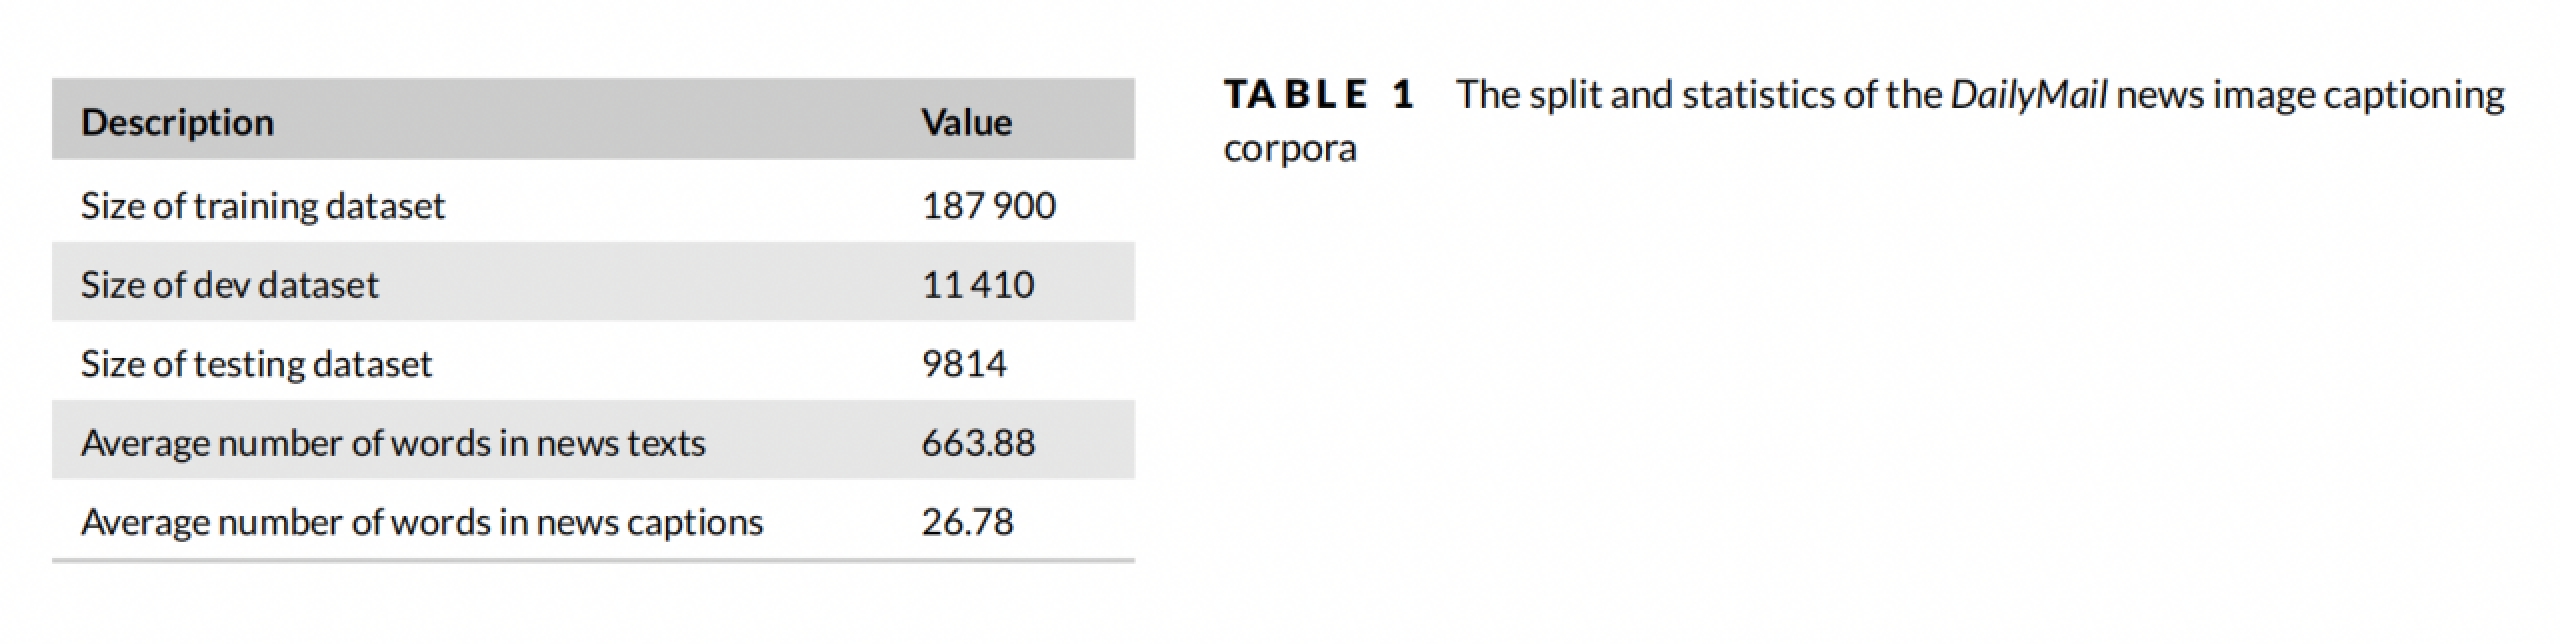 Description Value
Size of training dataset 187 900
Size of dev dataset 11 410
Size of testing dataset 9814
Average number of words in news texts 663.88
Average number of words in news captions 26.78
TABLE 1 The split and statistics of the DailyMail news image captioning
corpora